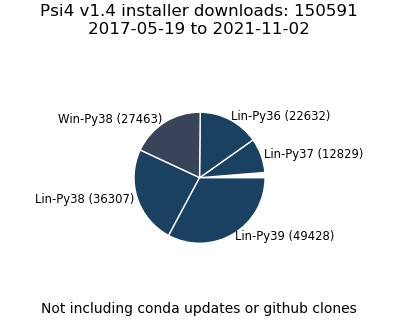 Psi4 v1.4 installer downloads: 150591
2017-05-19 to 2021-11-02
Win-Py38 (27463)
Lin-Py36 (22632)
Lin-Py37 (12829)
Lin-Py38 (36307)
Lin-Py39 (49428)
Not including conda updates or github clones